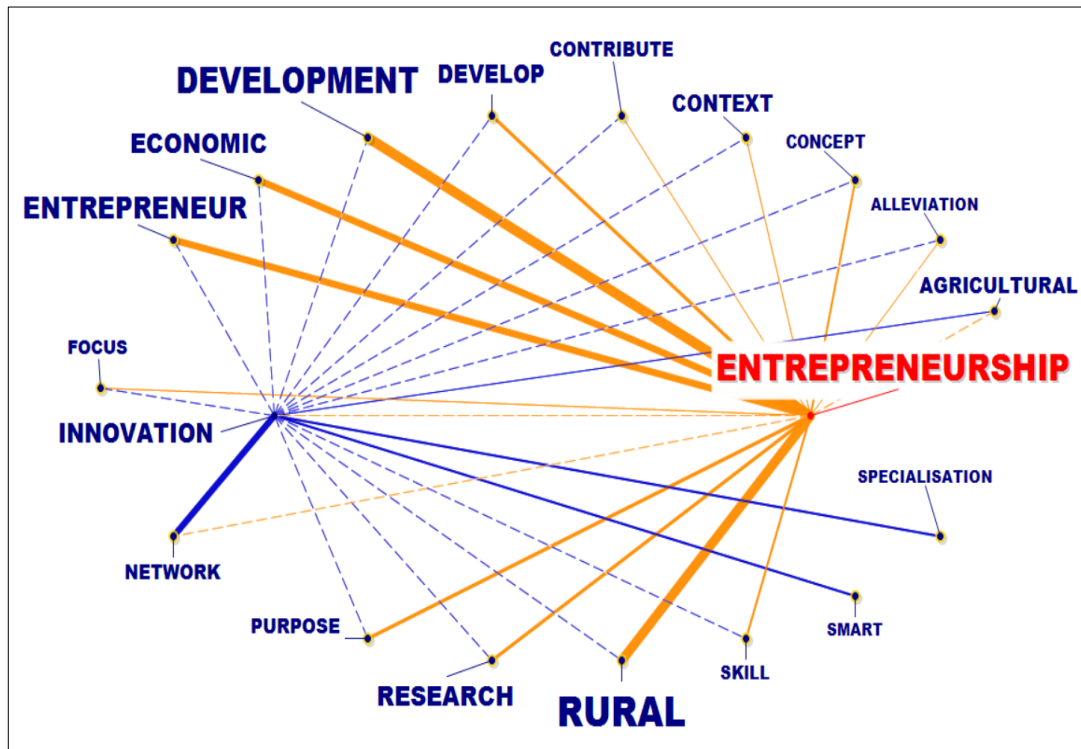 CONTRIBUTE
DEVELOPMENT
DEVELOP
CONTEXT
ECONOMIC
CONCEPT
ENTREPRENEUR
ALLEVIATION
AGRICULTURAL
FOCUS
ENTREPRENEURSHIP
INNOVATION
SPECIALISATION
NETWORK
PURPOSE
SMART
SKILL
RESEARCH
RURAL